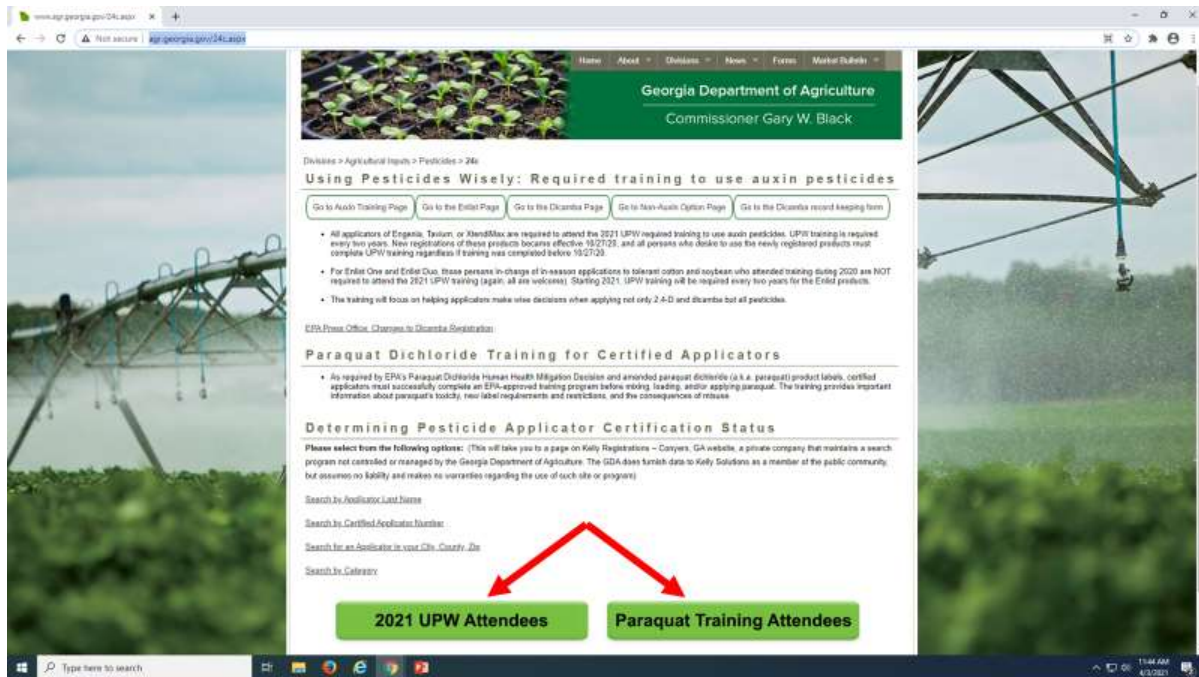 www.agr.georgia.gov/24c.aspx
Not secure | agr.georgia.gov/24c.aspx
Home About Divisions News Forms Market Bulletin
Georgia Department of Agriculture
Commissioner Gary W. Black
Divisions > Agricultural Inputs > Pesticides > 24c
Using Pesticides Wisely: Required training to use auxin pesticides
Go to Auxin Training Page Go to the Enlist Page Go to the Dicamba Page Go to Non-Auxin Option Page Go to the Dicamba record keeping form
• All applicators of Engenia, Tavium, or XtendiMax are required to attend the 2021 UPW required training to use auxin pesticides. UPW training is required
every two years. New registrations of these products became effective 10/27/20, and all persons who desire to use the newly registered products must
complete UPW training regardless if training was completed before 10/27/20.
• For Enlist One and Enlist Duo, those persons in-charge of in-season applications to tolerant cotton and soybean who attended training during 2020 are NOT
required to attend the 2021 UPW training (again, all are welcome). Starting 2021, UPW training will be required every two years for the Enlist products.
• The training will focus on helping applicators make wise decisions when applying not only 2,4-D and dicamba but all pesticides.
EPA Press Office: Changes to Dicamba Registration
Paraquat Dichloride Training for Certified Applicators
• As required by EPA's Paraquat Dichloride Human Health Mitigation Decision and amended paraquat dichloride (a.k.a. paraquat) product labels, certified
applicators must successfully complete an EPA-approved training program before mixing, loading, and/or applying paraquat. The training provides important
information about paraquat's toxicity, new label requirements and restrictions, and the consequences of misuse.
Determining Pesticide Applicator Certification Status
Please select from the following options: (This will take you to a page on Kelly Registrations – Conyers, GA website, a private company that maintains a search
program not controlled or managed by the Georgia Department of Agriculture. The GDA does furnish data to Kelly Solutions as a member of the public community,
but assumes no liability and makes no warranties regarding the use of such site or program)
Search by Applicator Last Name
Search by Certified Applicator Number
Search for an Applicator in your City, County, Zip
Search by Category
2021 UPW Attendees Paraquat Training Attendees
Type here to search
11:44 AM
4/3/2021